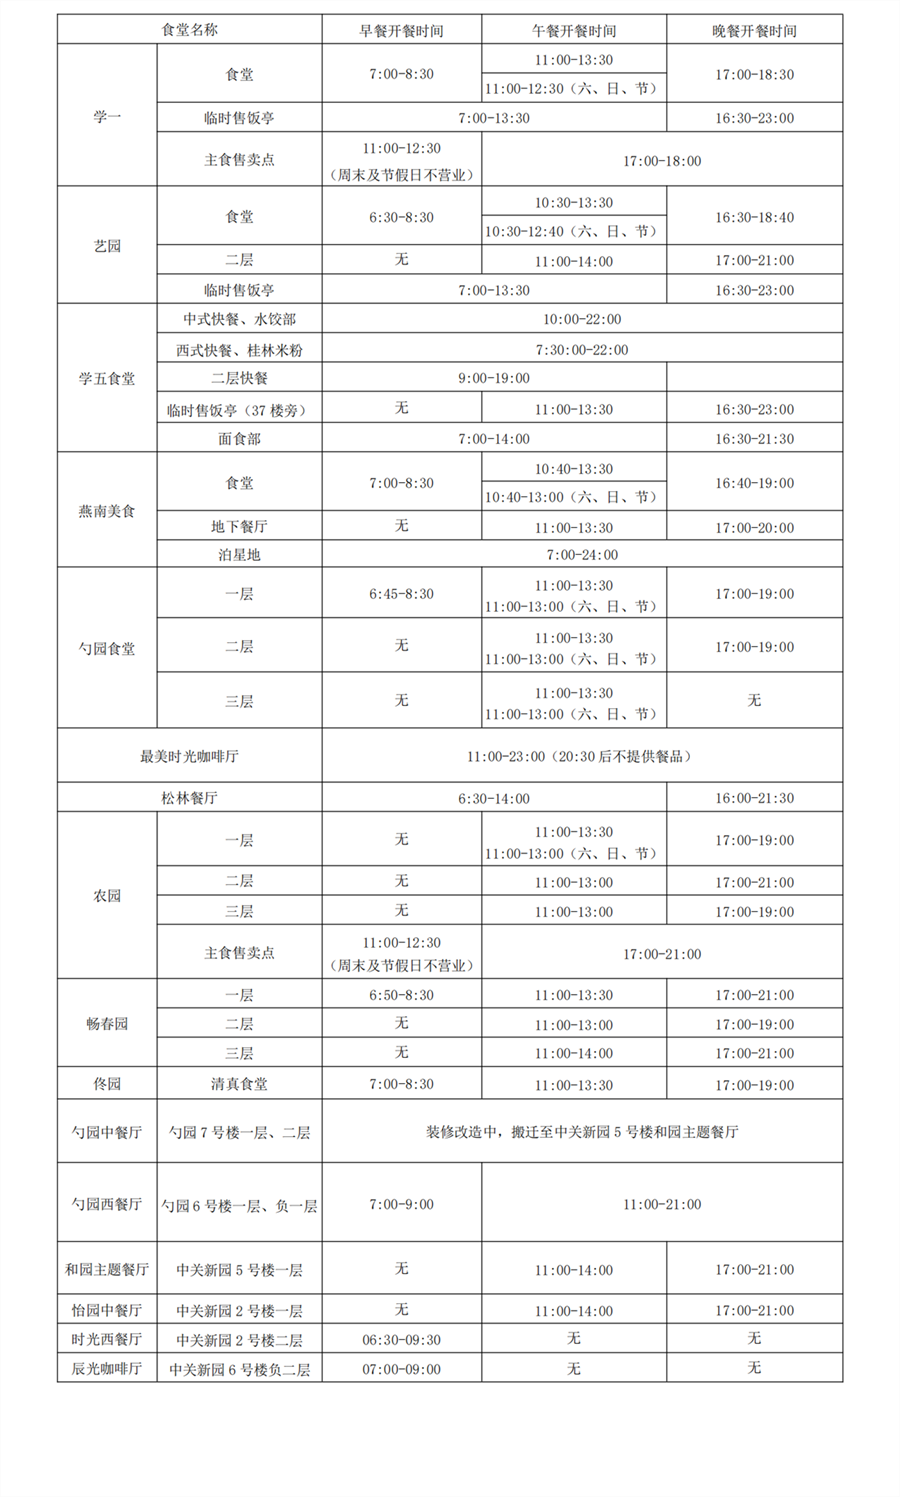 食堂名称 早餐开餐时间 午餐开餐时间 晚餐开餐时间
学一 食堂 7:00-8:30 11:00-13:30 17:00-18:30
11:00-12:30（六、日、节）
临时售饭亭 7:00-13:30 16:30-23:00
主食售卖点 11:00-12:30 17:00-18:00
（周末及节假日不营业）
艺园 食堂 6:30-8:30 10:30-13:30 16:30-18:40
10:30-12:40（六、日、节）
二层 无 11:00-14:00 17:00-21:00
临时售饭亭 7:00-13:30 16:30-23:00
学五食堂 中式快餐、水饺部 10:00-22:00
西式快餐、桂林米粉 7:30:00-22:00
二层快餐 9:00-19:00
临时售饭亭（37 楼旁） 无 11:00-13:30 16:30-23:00
面食部 7:00-14:00 16:30-21:30
燕南美食 食堂 7:00-8:30 10:40-13:30 16:40-19:00
10:40-13:00（六、日、节）
地下餐厅 无 11:00-13:30 17:00-20:00
泊星地 7:00-24:00
勺园食堂 一层 6:45-8:30 11:00-13:30 17:00-19:00
11:00-13:00（六、日、节）
二层 无 11:00-13:30 17:00-19:00
11:00-13:00（六、日、节）
三层 无 11:00-13:30 无
11:00-13:00（六、日、节）
最美时光咖啡厅 11:00-23:00（20:30 后不提供餐品）
松林餐厅 6:30-14:00 16:00-21:30
农园 一层 无 11:00-13:30 17:00-19:00
11:00-13:00（六、日、节）
二层 无 11:00-13:00 17:00-21:00
三层 无 11:00-13:00 17:00-19:00
主食售卖点 11:00-12:30 17:00-21:00
（周末及节假日不营业）
畅春园 一层 6:50-8:30 11:00-13:30 17:00-21:00
二层 无 11:00-13:00 17:00-19:00
三层 无 11:00-14:00 17:00-21:00
佟园 清真食堂 7:00-8:30 11:00-13:30 17:00-19:00
勺园中餐厅 勺园 7 号楼一层、二层 装修改造中，搬迁至中关新园 5 号楼和园主题餐厅
勺园西餐厅 勺园 6 号楼一层、负一层 7:00-9:00 11:00-21:00
和园主题餐厅 中关新园 5 号楼一层 无 11:00-14:00 17:00-21:00
怡园中餐厅 中关新园 2 号楼一层 无 11:00-14:00 17:00-21:00
时光西餐厅 中关新园 2 号楼二层 06:30-09:30 无 无
辰光咖啡厅 中关新园 6 号楼负二层 07:00-09:00 无 无